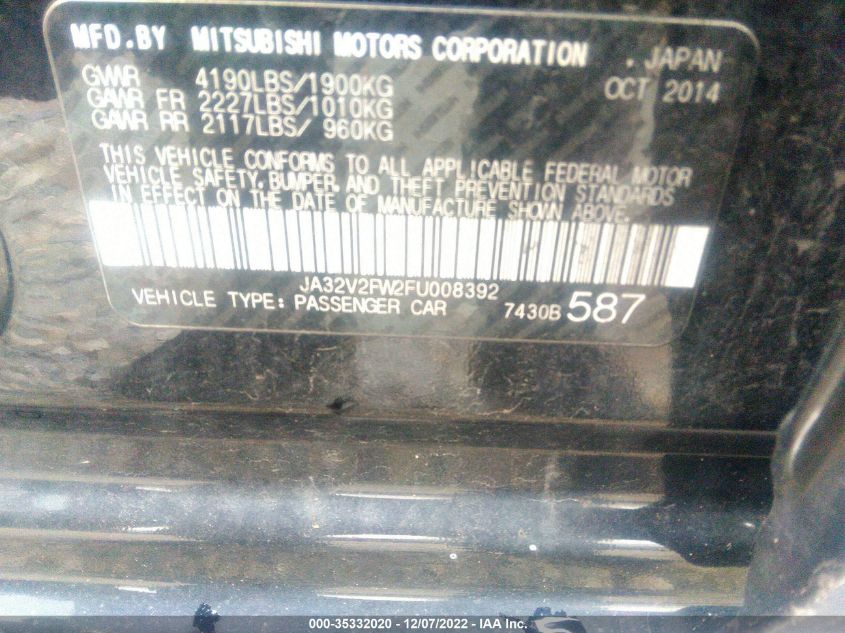 MFD. BY MITSUBISHI MOTORS CORPORATION . JAPAN
GVWR 4190LBS/1900KG OCT 2014
GAWR FR 2227LBS/1010KG
GAWR RR 2117LBS/ 960KG
THIS VEHICLE CONFORMS TO ALL APPLICABLE FEDERAL MOTOR
VEHICLE SAFETY, BUMPER, AND THEFT PREVENTION STANDARDS
IN EFFECT ON THE DATE OF MANUFACTURE SHOWN ABOVE.
JA32V2FW2FU008392
VEHICLE TYPE: PASSENGER CAR 7430B 587
000-35332020 - 12/07/2022 - IAA Inc.